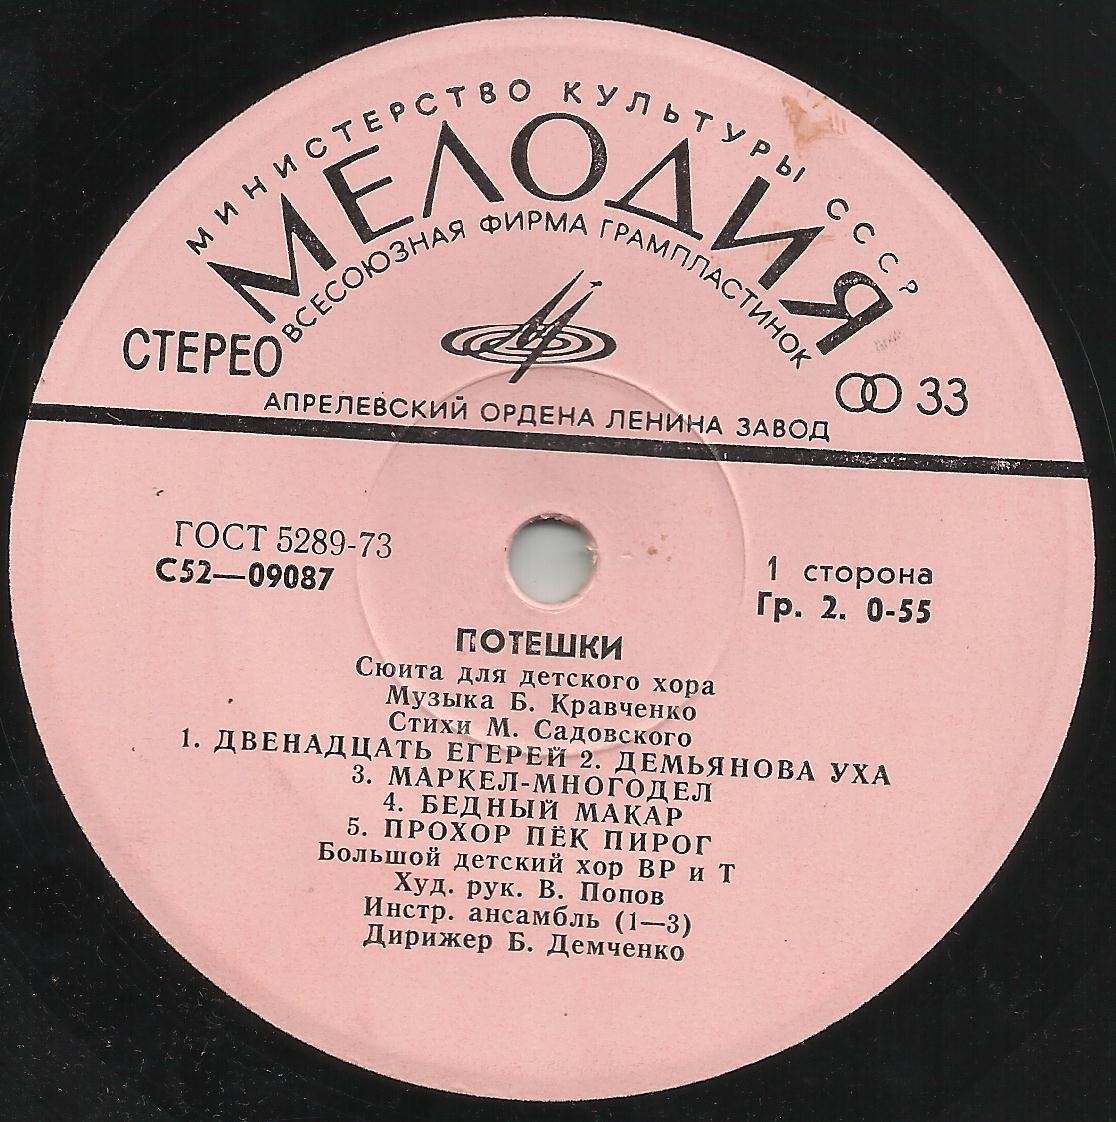 МИНИСТЕРСТВО КУЛЬТУРЫ СССР
МЕЛОДИЯ
ВСЕСОЮЗНАЯ ФИРМА ГРАМПЛАСТИНОК
СТЕРЕО
33
АПРЕЛЕВСКИЙ ОРДЕНА ЛЕНИНА ЗАВОД
ГОСТ 5289-73
С52—09087
1 сторона
Гр. 2. 0-55
ПОТЕШКИ
Сюита для детского хора
Музыка Б. Кравченко
Стихи М. Садовского
1. ДВЕНАДЦАТЬ ЕГЕРЕЙ 2. ДЕМЬЯНОВА УХА
3. МАРКЕЛ-МНОГОДЕЛ
4. БЕДНЫЙ МАКАР
5. ПРОХОР ПЁК ПИРОГ
Большой детский хор ВР и Т
Худ. рук. В. Попов
Инстр. ансамбль (1—3)
Дирижер Б. Демченко